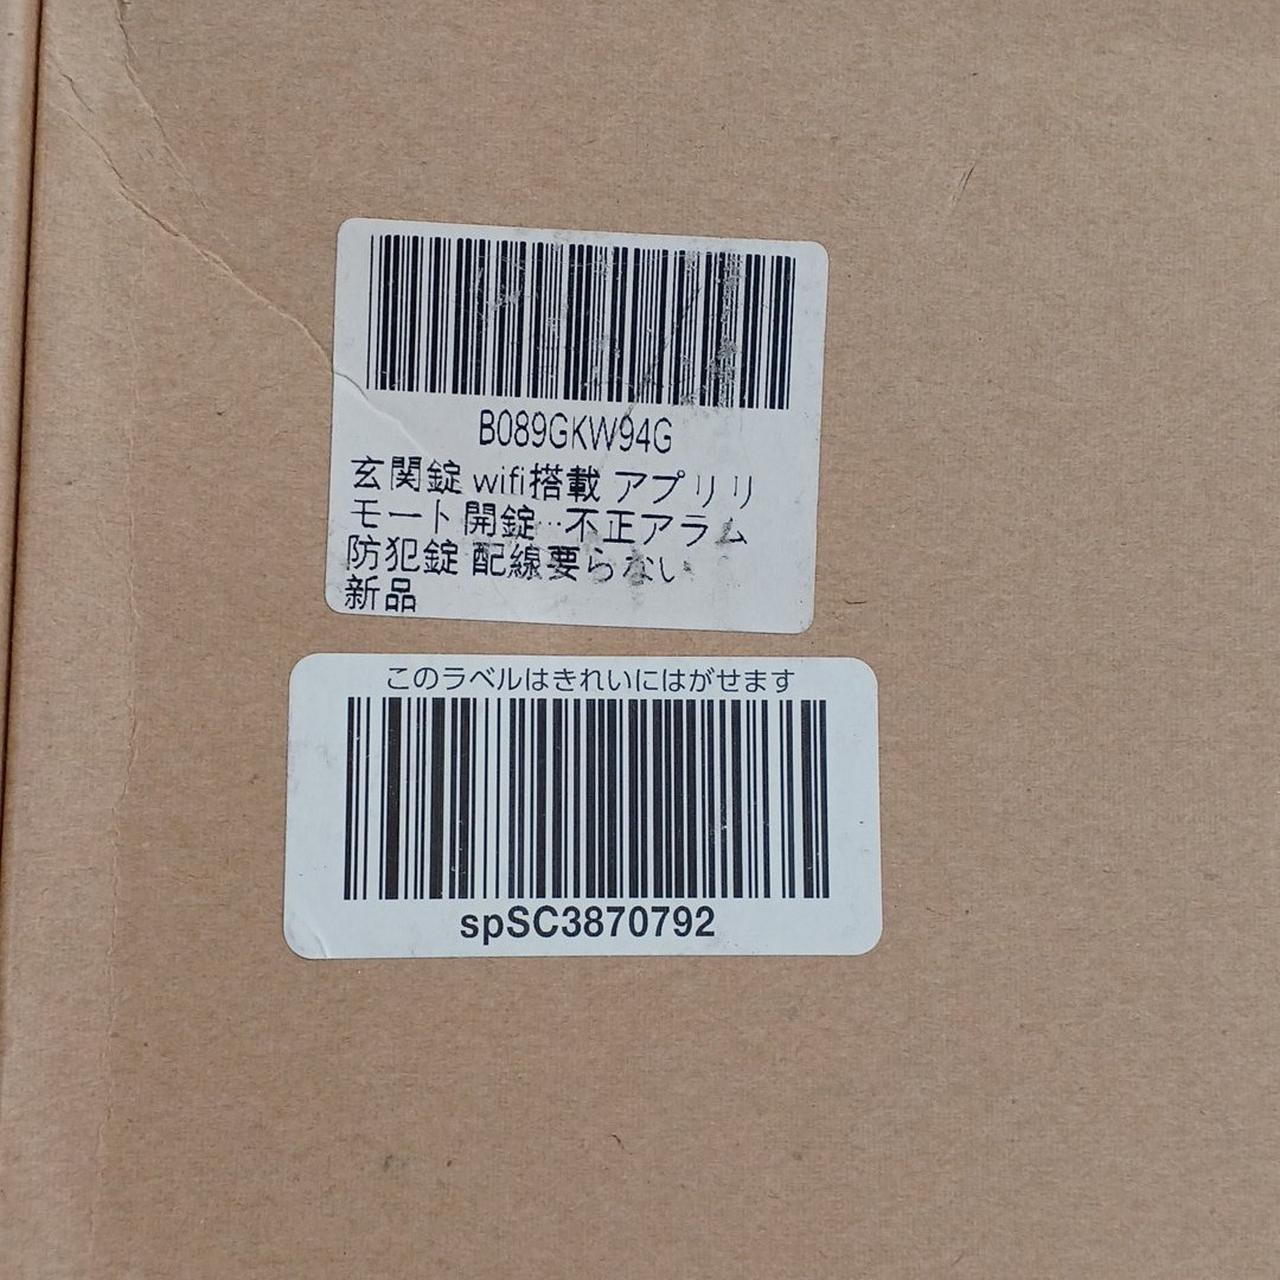 B089GKW94G
玄関錠 wifi搭載 アプリリ
モート開錠…不正アラム
防犯錠 配線要らない
新品
このラベルはきれいにはがせます
spSC3870792